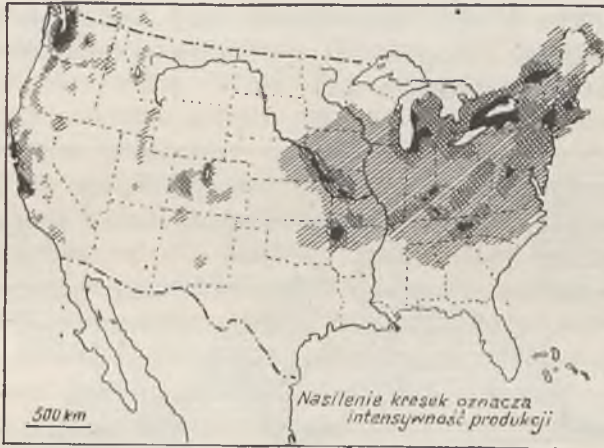 500 km
Nasilenie kresek oznacza
intensywność produkcji